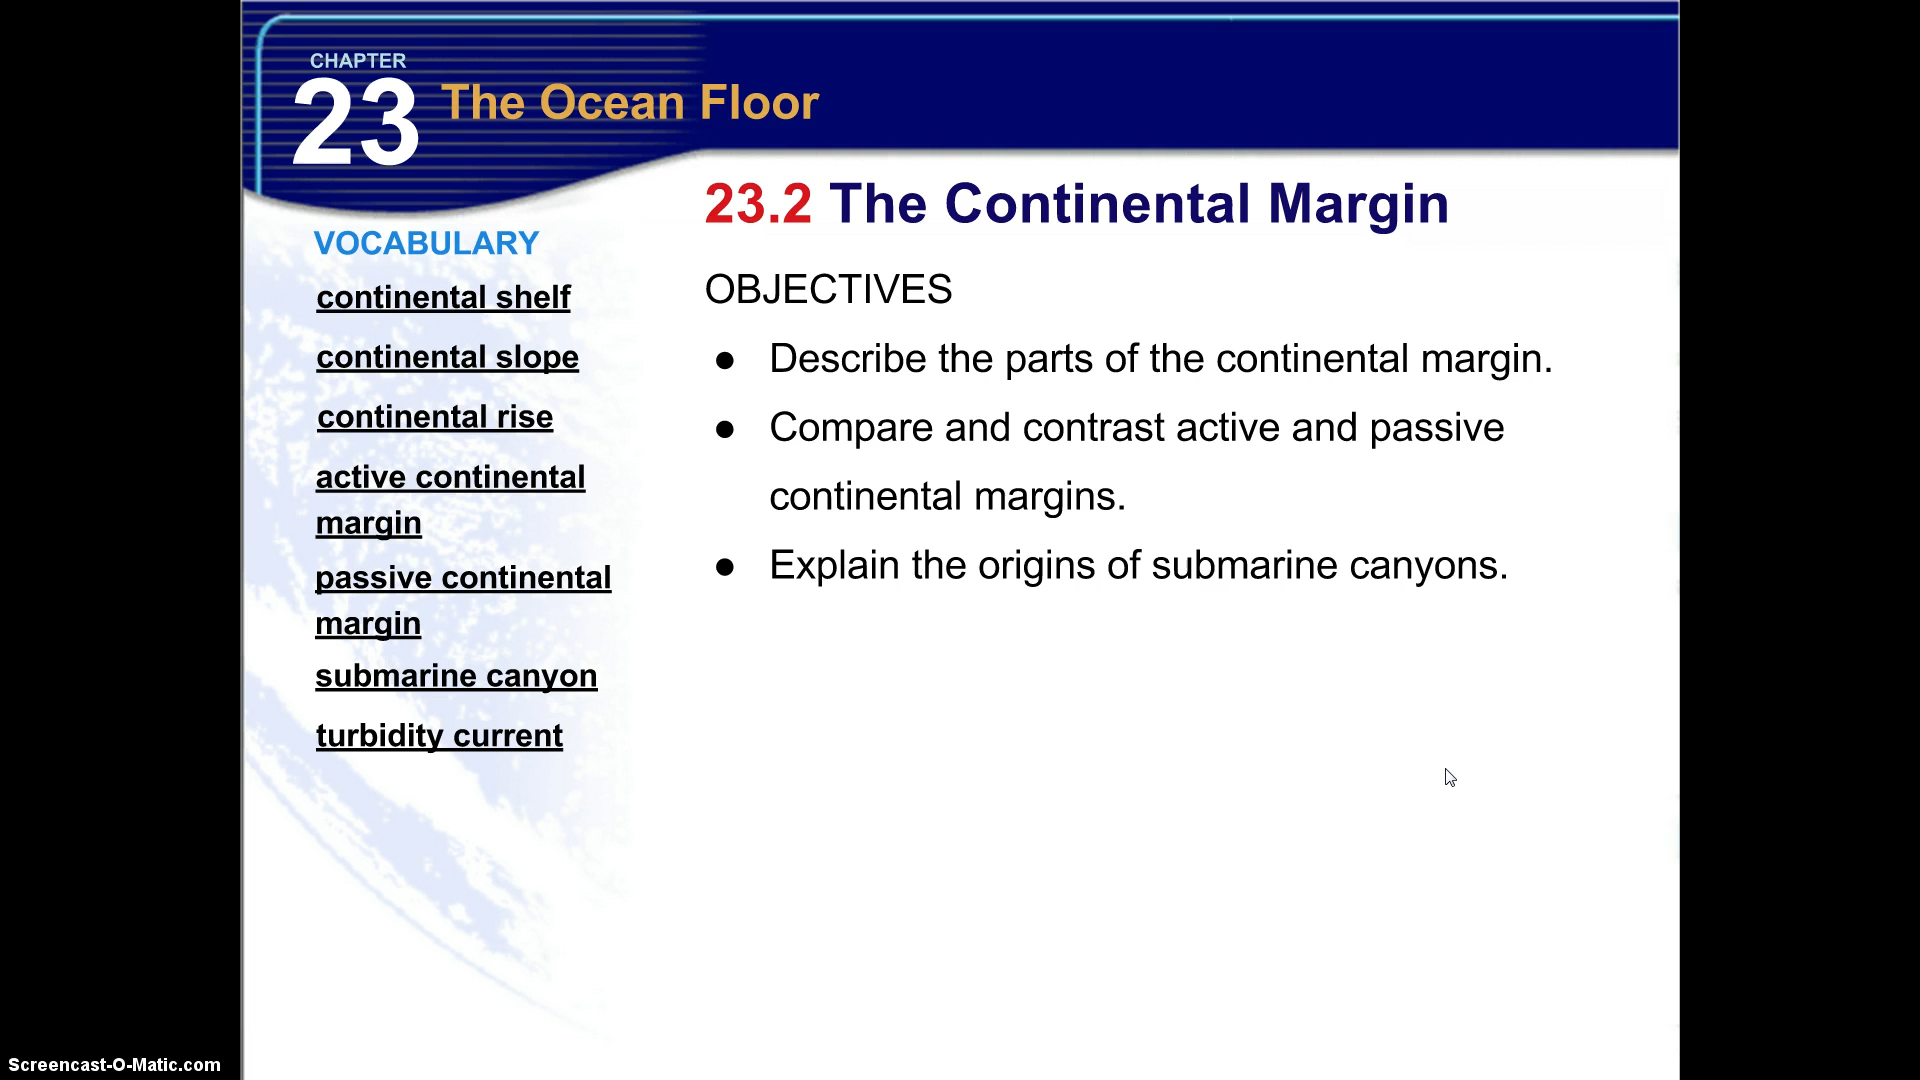 CHAPTER
23 The Ocean Floor
VOCABULARY
continental shelf
continental slope
continental rise
active continental
margin
passive continental
margin
submarine canyon
turbidity current
23.2 The Continental Margin
OBJECTIVES
● Describe the parts of the continental margin.
● Compare and contrast active and passive
continental margins.
● Explain the origins of submarine canyons.
Screencast-O-Matic.com